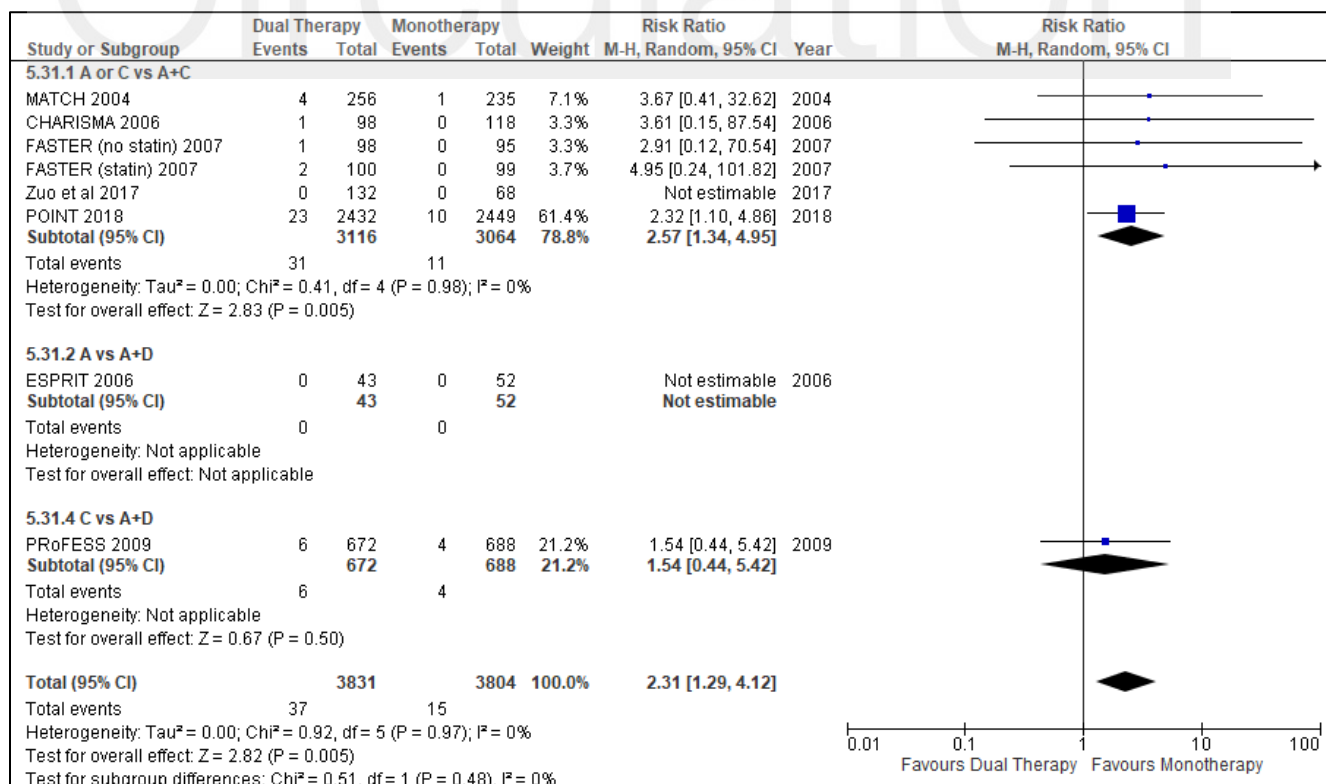 Circulation
Dual Therapy Monotherapy Risk Ratio Risk Ratio
Study or Subgroup Events Total Events Total Weight M-H, Random, 95% CI Year M-H, Random, 95% CI
5.31.1 A or C vs A+C
MATCH 2004 4 256 1 235 7.1% 3.67 [0.41, 32.62] 2004
CHARISMA 2006 1 98 0 118 3.3% 3.61 [0.15, 87.54] 2006
FASTER (no statin) 2007 1 98 0 95 3.3% 2.91 [0.12, 70.54] 2007
FASTER (statin) 2007 2 100 0 99 3.7% 4.95 [0.24, 101.82] 2007
Zuo et al 2017 0 132 0 68 Not estimable 2017
POINT 2018 23 2432 10 2449 61.4% 2.32 [1.10, 4.86] 2018
Subtotal (95% CI) 3116 3064 78.8% 2.57 [1.34, 4.95]
Total events 31 11
Heterogeneity: Tau² = 0.00; Chi² = 0.41, df = 4 (P = 0.98); I² = 0%
Test for overall effect: Z = 2.83 (P = 0.005)
5.31.2 A vs A+D
ESPRIT 2006 0 43 0 52 Not estimable 2006
Subtotal (95% CI) 43 52 Not estimable
Total events 0 0
Heterogeneity: Not applicable
Test for overall effect: Not applicable
5.31.4 C vs A+D
PRoFESS 2009 6 672 4 688 21.2% 1.54 [0.44, 5.42] 2009
Subtotal (95% CI) 672 688 21.2% 1.54 [0.44, 5.42]
Total events 6 4
Heterogeneity: Not applicable
Test for overall effect: Z = 0.67 (P = 0.50)
Total (95% CI) 3831 3804 100.0% 2.31 [1.29, 4.12]
Total events 37 15
Heterogeneity: Tau² = 0.00; Chi² = 0.92, df = 5 (P = 0.97); I² = 0%
Test for overall effect: Z = 2.82 (P = 0.005)
Test for subgroup differences: Chi² = 0.51, df = 1 (P = 0.48), I² = 0%
0.01 0.1 1 10 100
Favours Dual Therapy Favours Monotherapy